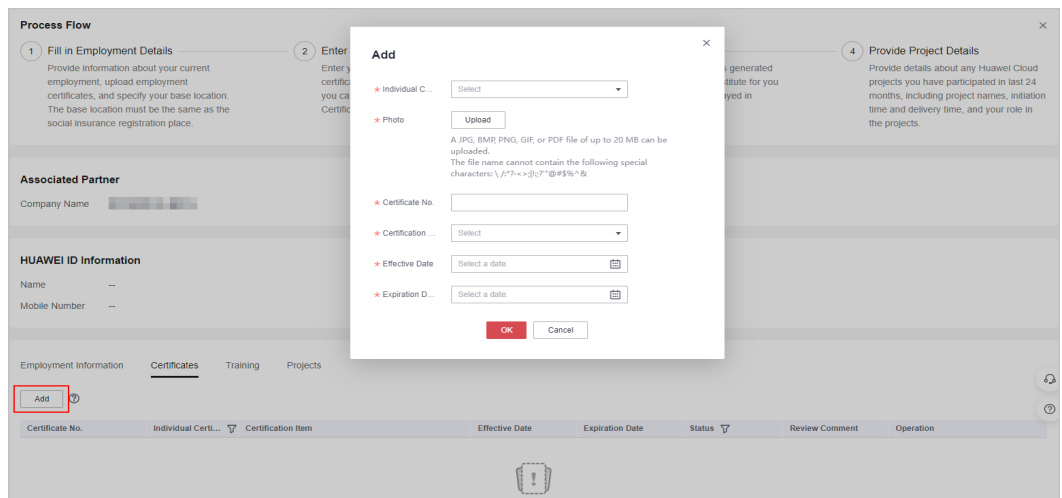 Process Flow
1 Fill in Employment Details
Provide information about your current
employment, upload employment
certificates, and specify your base location.
The base location must be the same as the
social insurance registration place.
2 Enter
Enter y
certifica
you ca
Certific
s generated
stitute for you
yed in
4 Provide Project Details
Provide details about any Huawei Cloud
projects you have participated in last 24
months, including project names, initiation
time and delivery time, and your role in
the projects.
Associated Partner
Company Name
HUAWEI ID Information
Name --
Mobile Number --
Add
* Individual C... Select
* Photo Upload
A JPG, BMP, PNG, GIF, or PDF file of up to 20 MB can be
uploaded.
The file name cannot contain the following special
characters: \ /:*?-<>;|!:;?'"@#$%^&
* Certificate No.
* Certification ... Select
* Effective Date Select a date.
* Expiration D... Select a date.
OK Cancel
Employment Information Certificates Training Projects
Add
Certificate No. Individual Certi... Certification Item Effective Date Expiration Date Status Review Comment Operation